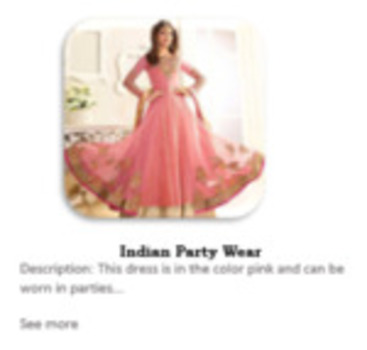 Indian Party Wear
Description: This dress is in the color pink and can be
worn in parties...
See more